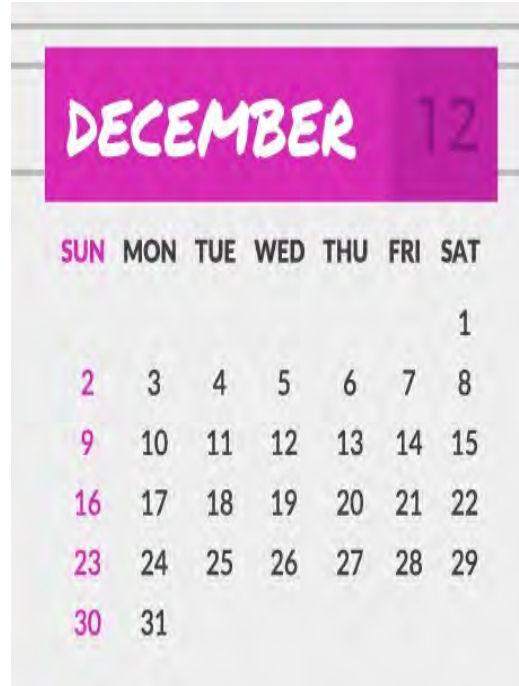 DECEMBER 12
SUN MON TUE WED THU FRI SAT
1
2 3 4 5 6 7 8
9 10 11 12 13 14 15
16 17 18 19 20 21 22
23 24 25 26 27 28 29
30 31